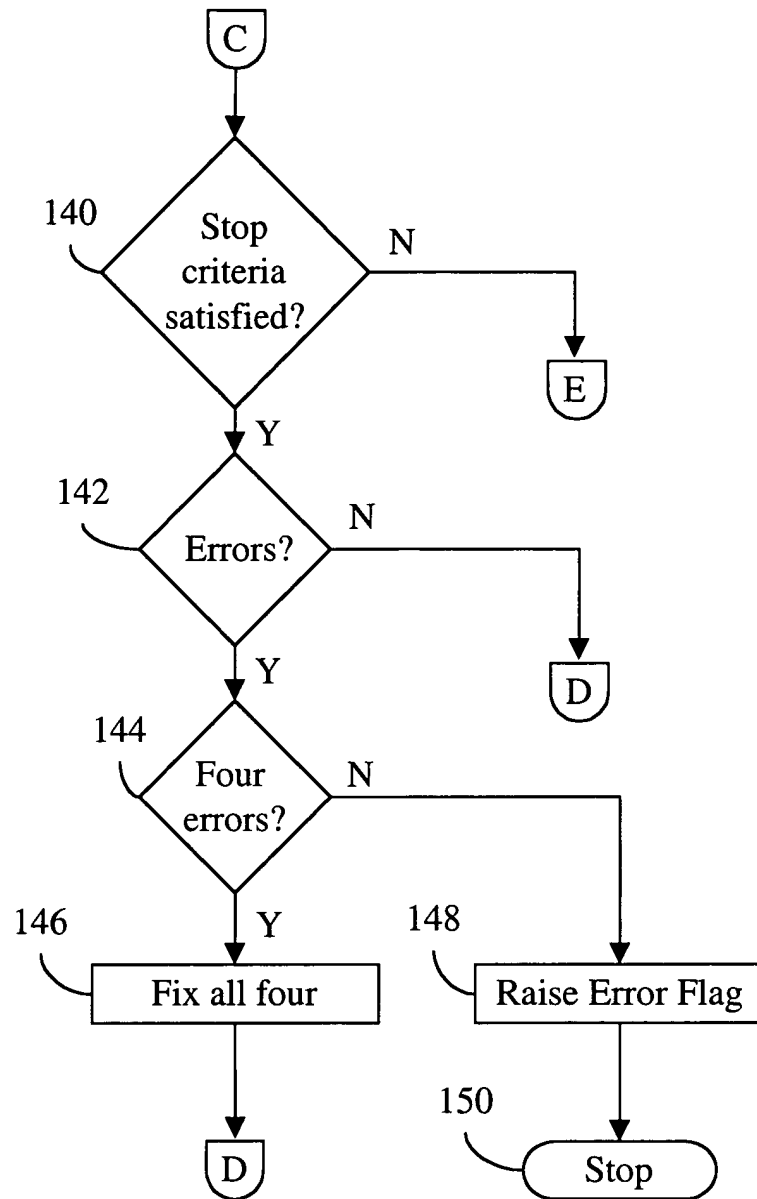 C
140
Stop
criteria
satisfied?
N
E
Y
142
Errors?
N
D
Y
144
Four
errors?
N
Y
146
Fix all four
148
Raise Error Flag
D
150
Stop